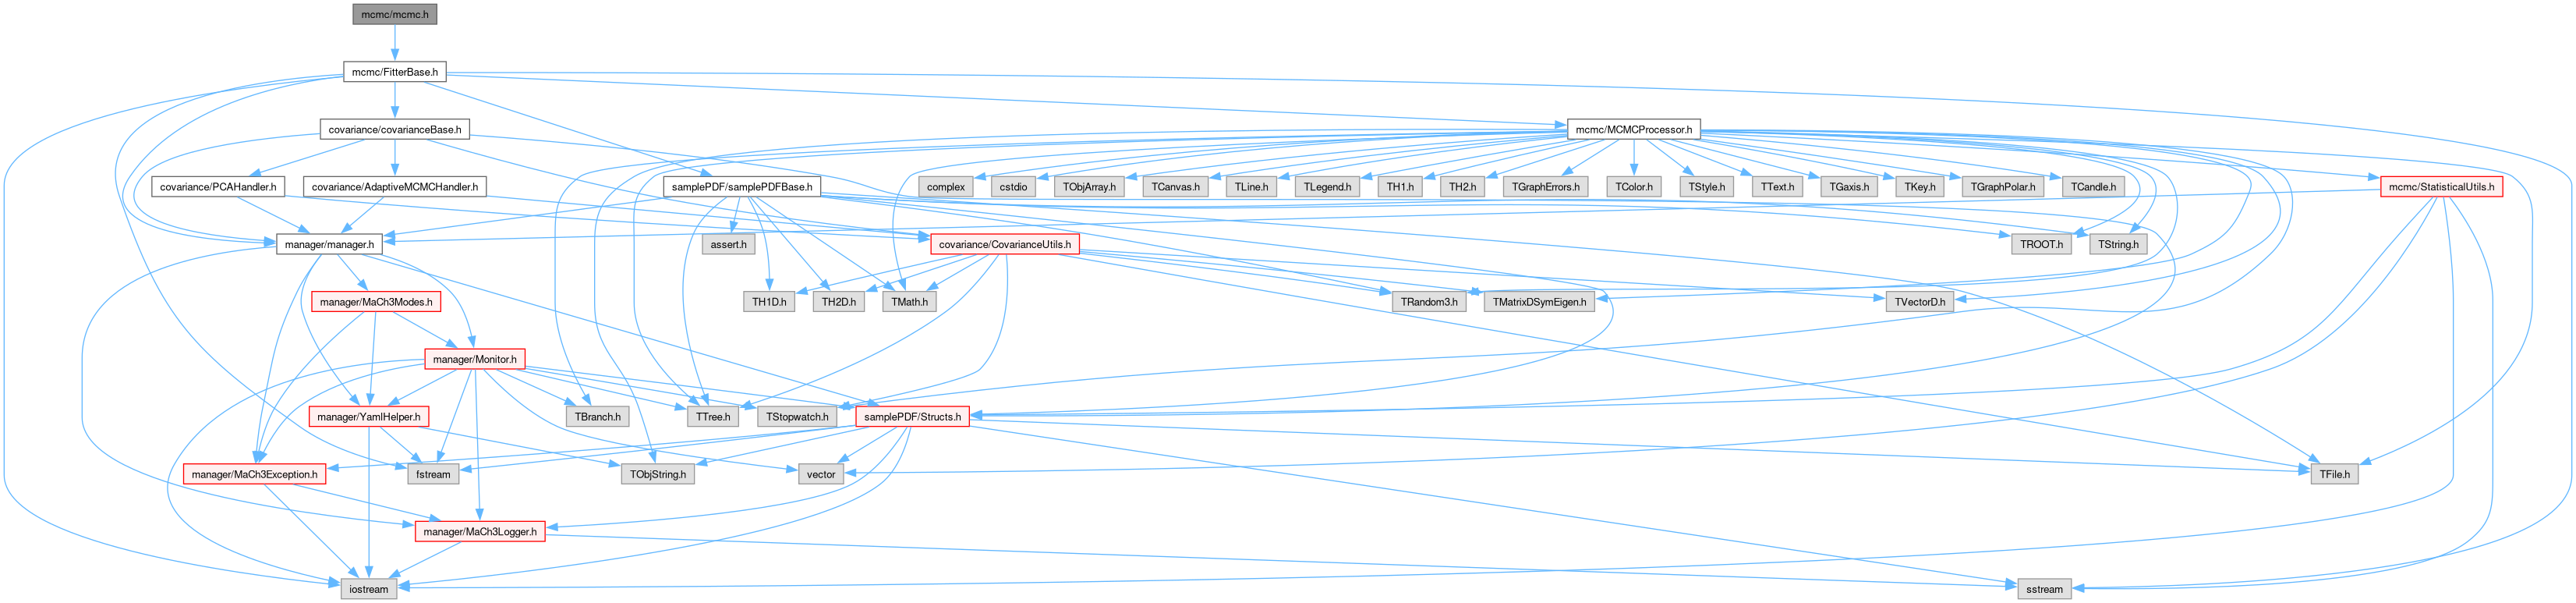 mcmc/mcmc.h
mcmc/FitterBase.h
covariance/covarianceBase.h
mcmc/MCMCProcessor.h
covariance/PCAHandler.h
covariance/AdaptiveMCMCHandler.h
samplePDF/samplePDFBase.h
complex
cstdio
TObjArray.h
TCanvas.h
TLine.h
TLegend.h
TH1.h
TH2.h
TGraphErrors.h
TColor.h
TStyle.h
TText.h
TGaxis.h
TKey.h
TGraphPolar.h
TCandle.h
mcmc/StatisticalUtils.h
manager/manager.h
assert.h
covariance/CovarianceUtils.h
TROOT.h
TString.h
manager/MaCh3Modes.h
TH1D.h
TH2D.h
TMath.h
TRandom3.h
TMatrixDSymEigen.h
TVectorD.h
manager/Monitor.h
manager/YamlHelper.h
TBranch.h
TTree.h
TStopwatch.h
samplePDF/Structs.h
manager/MaCh3Exception.h
fstream
TObjString.h
vector
TFile.h
manager/MaCh3Logger.h
iostream
sstream